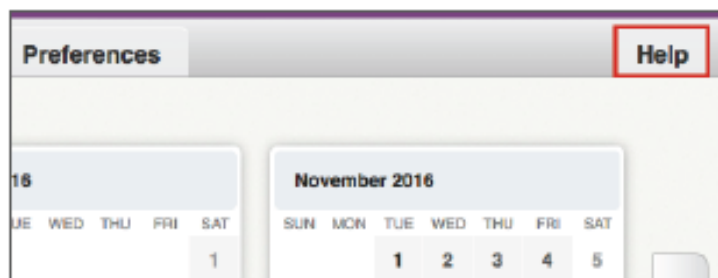 Preferences Help
16 November 2016
UE WED THU FRI SAT SUN MON TUE WED THU FRI SAT
1 1 2 3 4 5